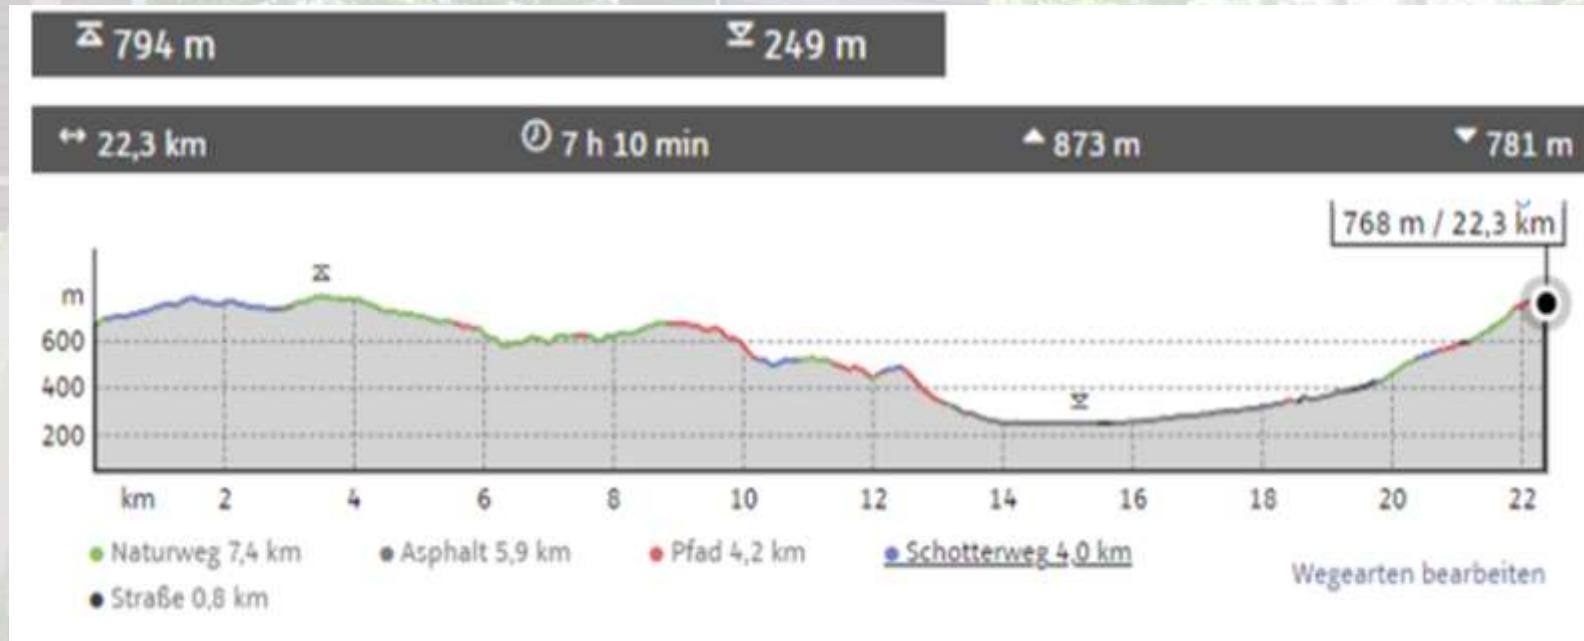 794 m 249 m
22,3 km 7 h 10 min 873 m 781 m
768 m / 22,3 km
m
600
400
200
km 2 4 6 8 10 12 14 16 18 20 22
Naturweg 7,4 km Asphalt 5,9 km Pfad 4,2 km Schotterweg 4,0 km
Wegearten bearbeiten
Straße 0,8 km